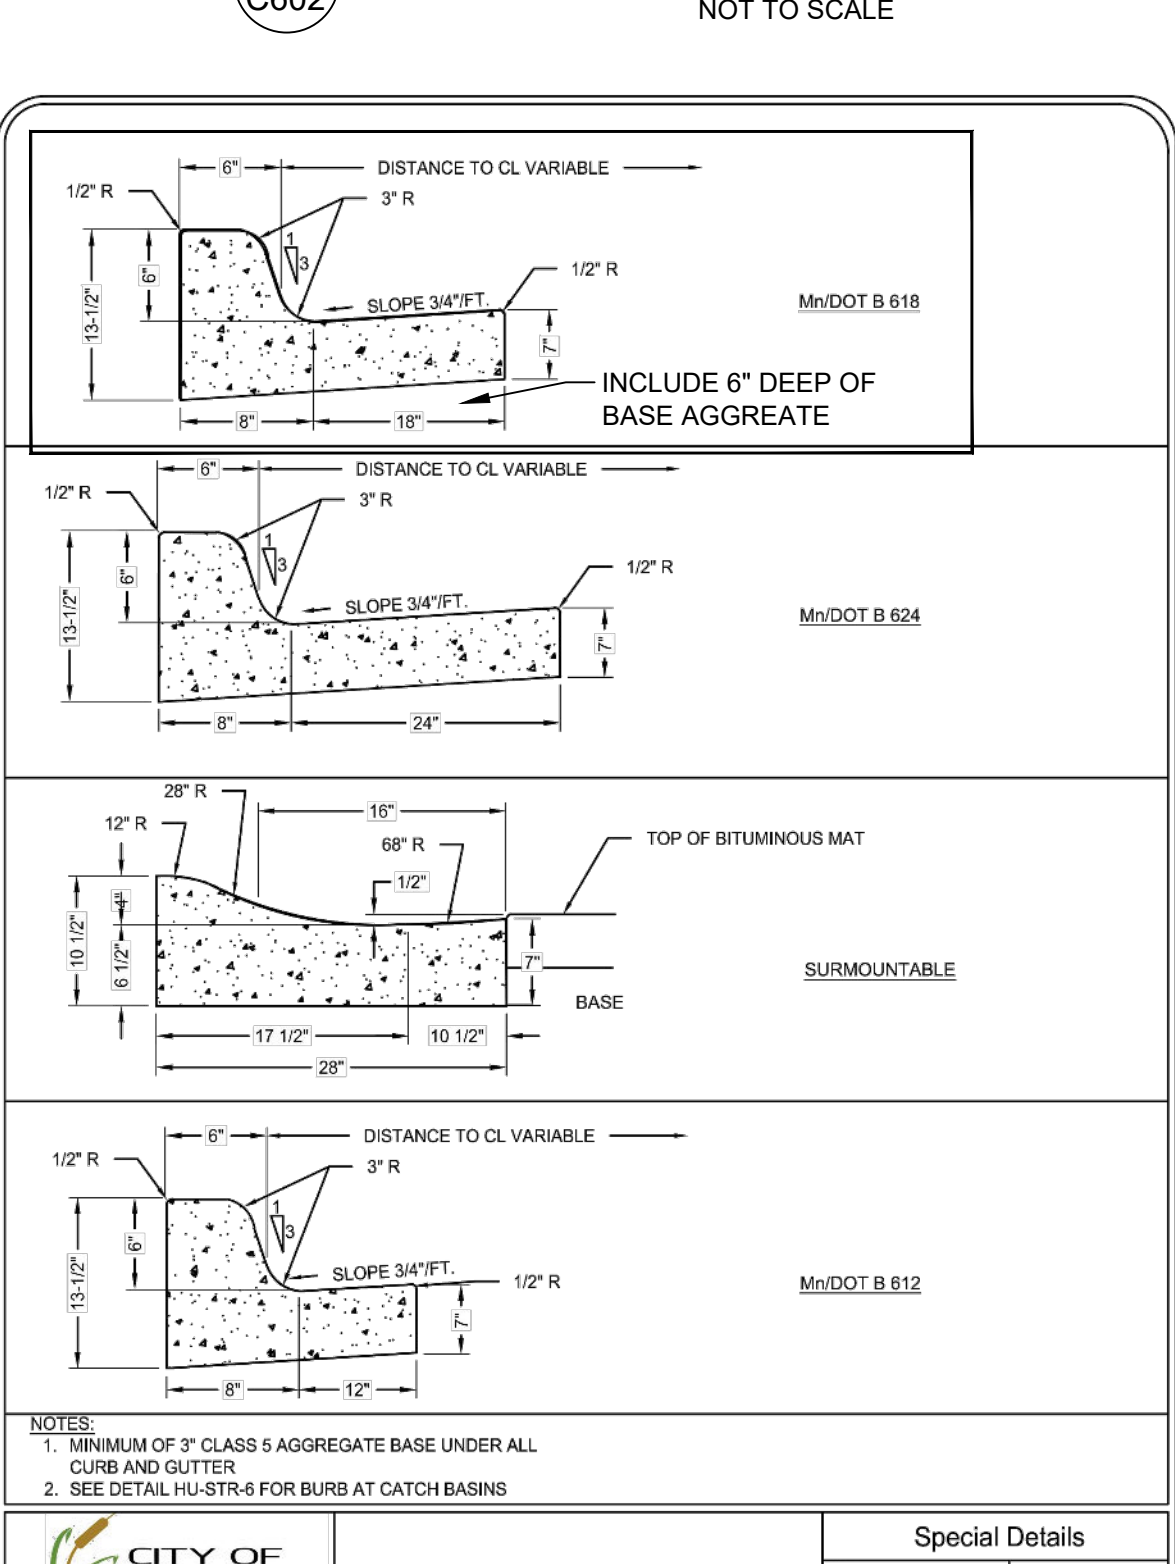 C602
NOT TO SCALE
6"
DISTANCE TO CL VARIABLE
1/2" R
3" R
1
3
6"
13-1/2"
SLOPE 3/4"/FT.
1/2" R
7"
Mn/DOT B 618
INCLUDE 6" DEEP OF
BASE AGGREATE
8"
18"
6"
DISTANCE TO CL VARIABLE
1/2" R
3" R
1
3
6"
13-1/2"
SLOPE 3/4"/FT.
1/2" R
7"
Mn/DOT B 624
8"
24"
28" R
16"
12" R
68" R
TOP OF BITUMINOUS MAT
1/2"
4"
10 1/2"
6 1/2"
7"
SURMOUNTABLE
BASE
17 1/2"
10 1/2"
28"
6"
DISTANCE TO CL VARIABLE
1/2" R
3" R
1
3
6"
13-1/2"
SLOPE 3/4"/FT.
1/2" R
7"
Mn/DOT B 612
8"
12"
NOTES:
1. MINIMUM OF 3" CLASS 5 AGGREGATE BASE UNDER ALL
CURB AND GUTTER
2. SEE DETAIL HU-STR-6 FOR BURB AT CATCH BASINS
CITY OF
Special Details